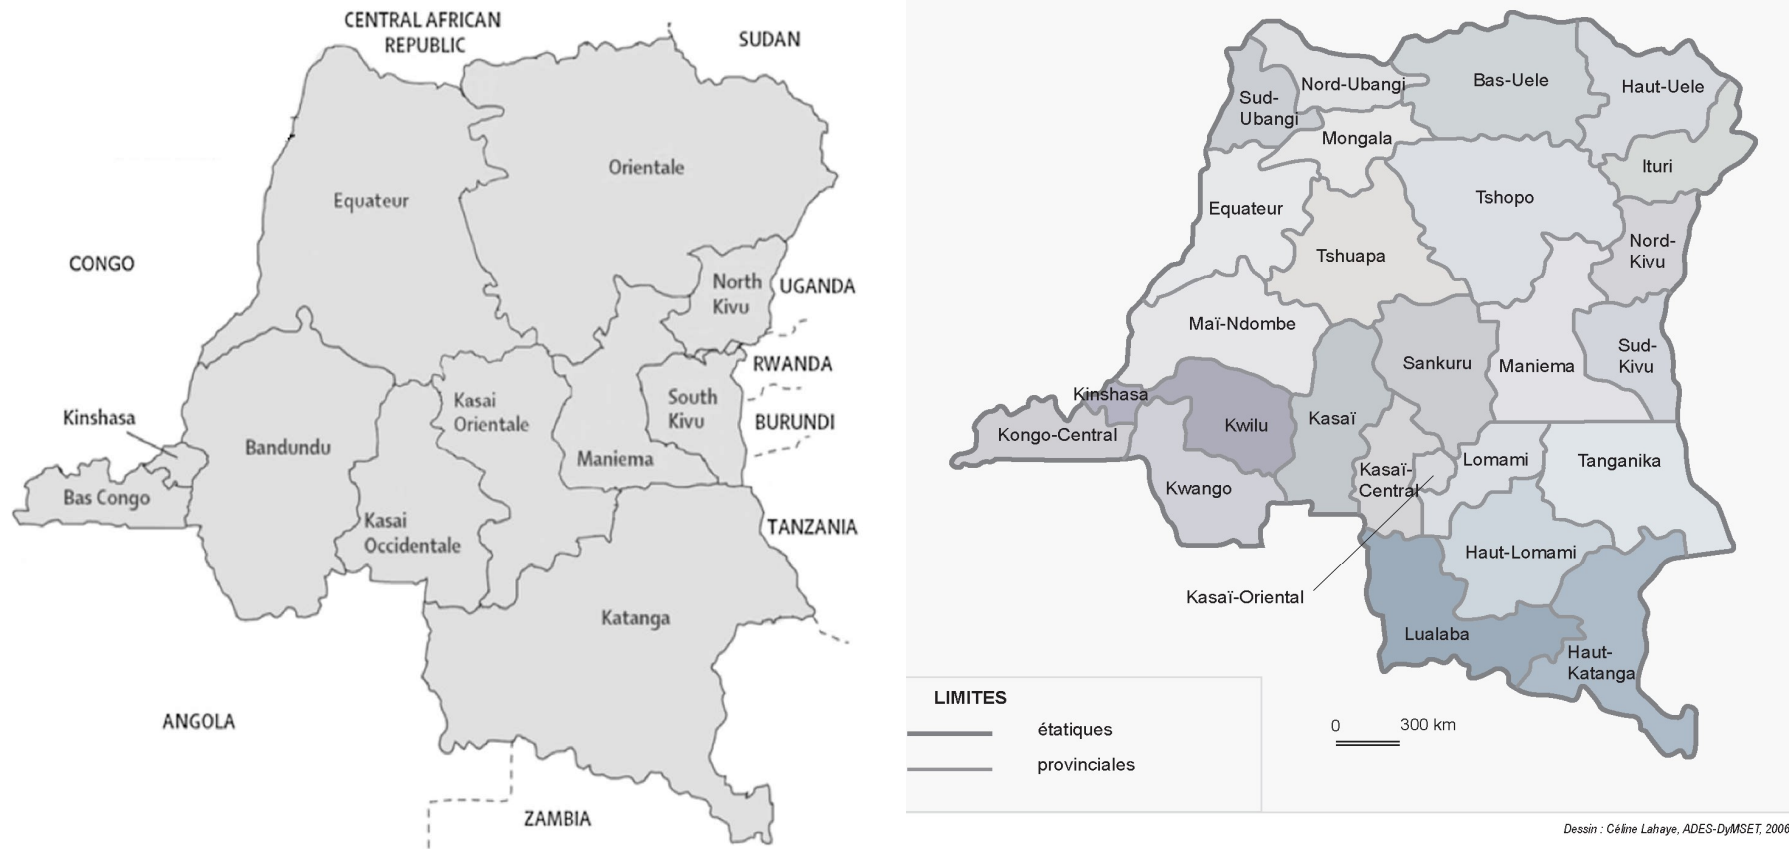 CENTRAL AFRICAN
REPUBLIC
SUDAN
Orientale
Equateur
CONGO
North
Kivu
UGANDA
RWANDA
Kasai
Orientale
South
Kivu
Kinshasa
BURUNDI
Bandundu
Maniema
Bas Congo
Kasai
Occidentale
TANZANIA
Katanga
ANGOLA
ZAMBIA
Nord-Ubangi
Bas-Uele
Haut-Uele
Sud-
Ubangi
Mongala
Ituri
Tshopo
Equateur
Nord-
Kivu
Tshuapa
Maï-Ndombe
Sankuru
Maniema
Sud-
Kivu
Kinshasa
Kasaï
Kwilu
Kongo-Central
Lomami
Tanganika
Kasaï-
Central
Kwango
Haut-Lomami
Kasaï-Oriental
Lualaba
Haut-
Katanga
LIMITES
étatiques
provinciales
0 300 km
Dessin : Céline Lahaye, ADES-DyMSET, 2006